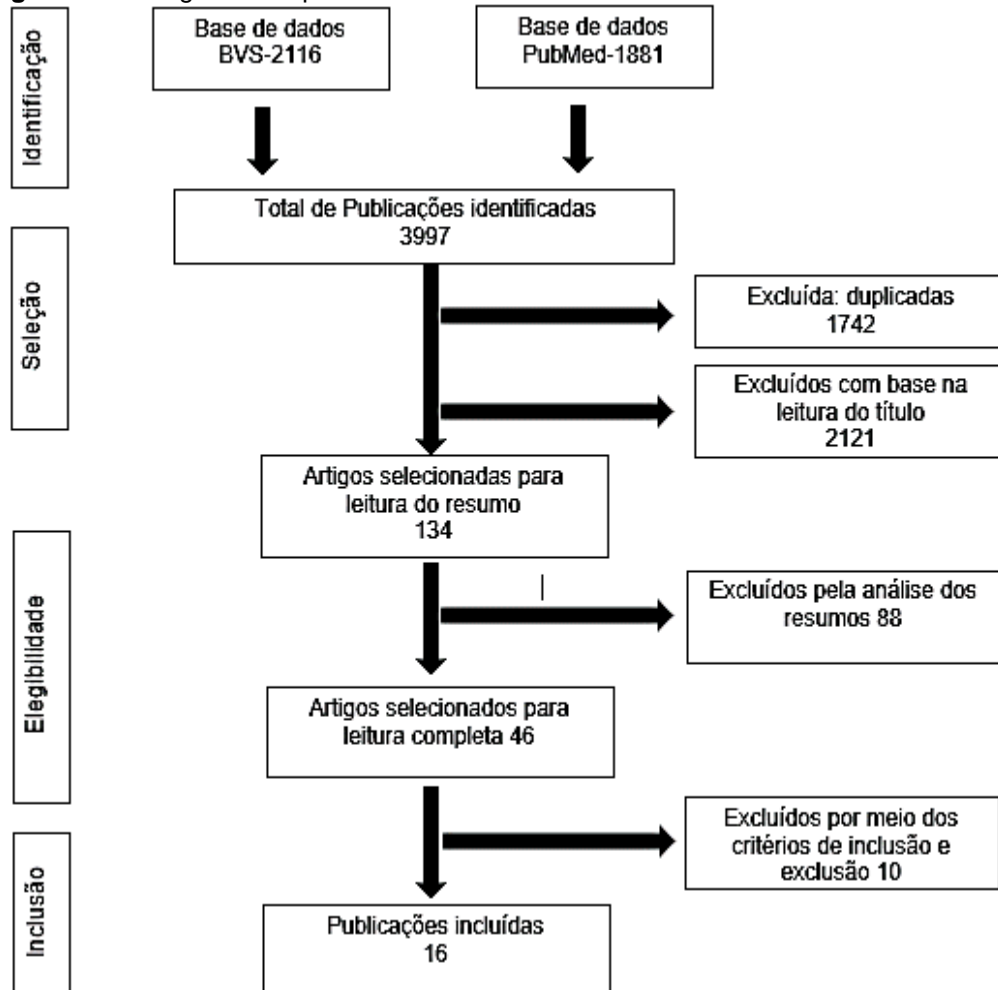 Identificação
Base de dados
BVS-2116
Base de dados
PubMed-1881
Total de Publicações identificadas
3997
Seleção
Excluída: duplicadas
1742
Excluídos com base na
leitura do título
2121
Artigos selecionadas para
leitura do resumo
134
Elegibilidade
Excluídos pela análise dos
resumos 88
Artigos selecionados para
leitura completa 46
Excluídos por meio dos
critérios de inclusão e
exclusão 10
Inclusão
Publicações incluídas
16